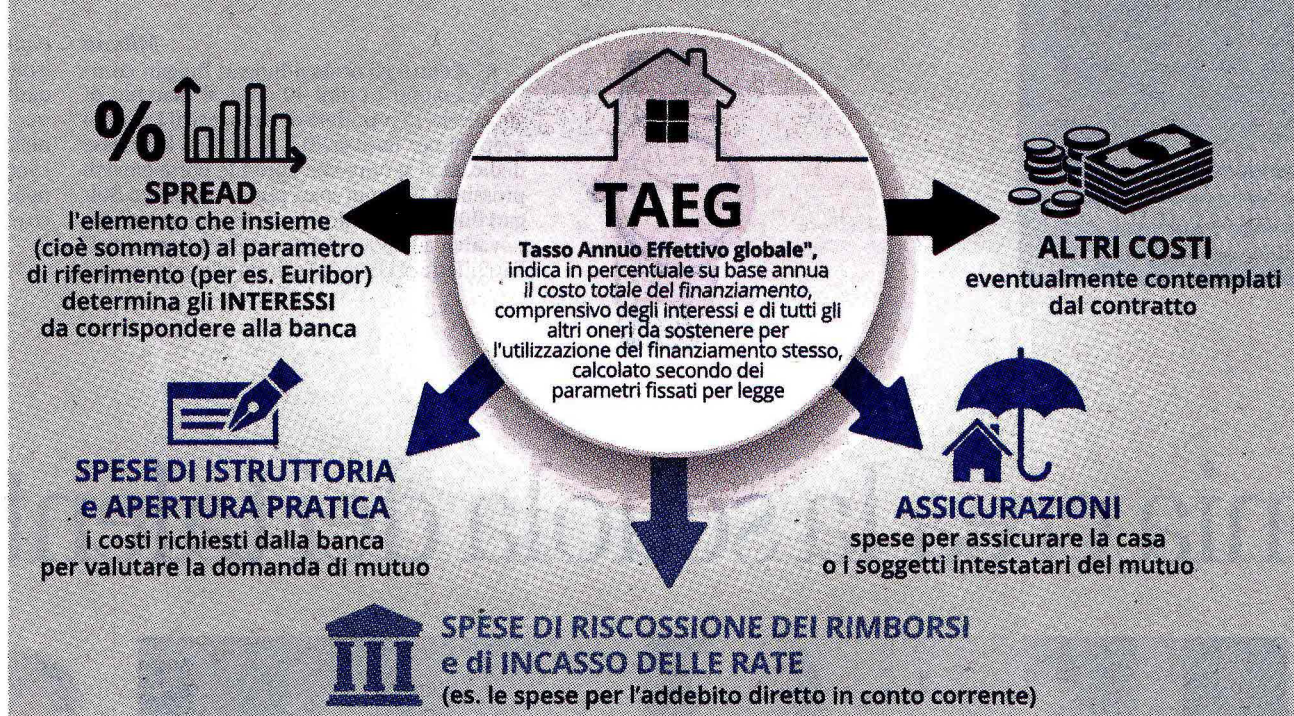 TAEG
Tasso Annuo Effettivo globale",
indica in percentuale su base annua
il costo totale del finanziamento,
comprensivo degli interessi e di tutti gli
altri oneri da sostenere per
l'utilizzazione del finanziamento stesso,
calcolato secondo dei
parametri fissati per legge
%
SPREAD
l'elemento che insieme
(cioè sommato) al parametro
di riferimento (per es. Euribor)
determina gli INTERESSI
da corrispondere alla banca
ALTRI COSTI
eventualmente contemplati
dal contratto
SPESE DI ISTRUTTORIA
e APERTURA PRATICA
i costi richiesti dalla banca
per valutare la domanda di mutuo
ASSICURAZIONI
spese per assicurare la casa
o i soggetti intestatari del mutuo
SPESE DI RISCOSSIONE DEI RIMBORSI
e di INCASSO DELLE RATE
(es. le spese per l'addebito diretto in conto corrente)